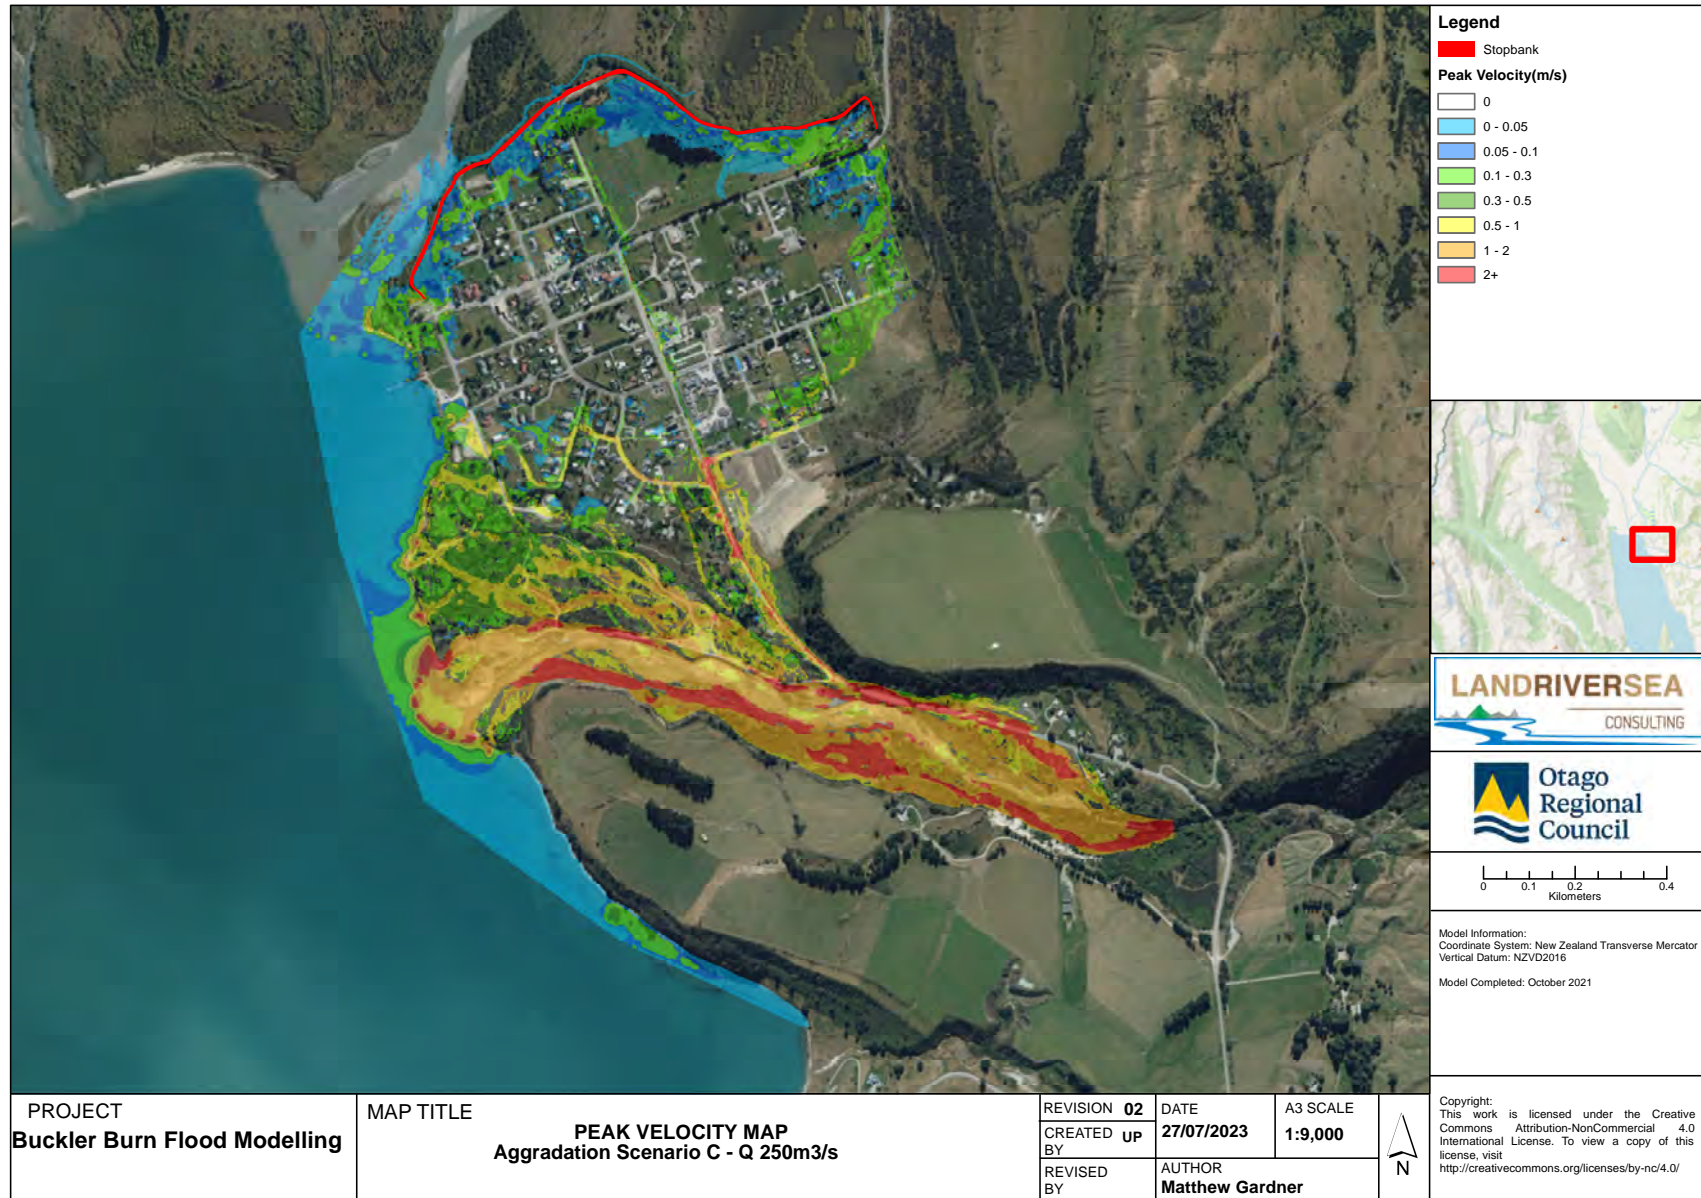 Legend
Stopbank
Peak Velocity(m/s)
0
0 - 0.05
0.05 - 0.1
0.1 - 0.3
0.3 - 0.5
0.5 - 1
1 - 2
2+
LANDRIVERSEA
CONSULTING
Otago
Regional
Council
0 0.1 0.2 0.4
Kilometers
Model Information:
Coordinate System: New Zealand Transverse Mercator
Vertical Datum: NZVD2016
Model Completed: October 2021
Copyright:
This work is licensed under the Creative
Commons Attribution-NonCommercial 4.0
International License. To view a copy of this
license, visit
http://creativecommons.org/licenses/by-nc/4.0/
PROJECT
Buckler Burn Flood Modelling
MAP TITLE
PEAK VELOCITY MAP
Aggradation Scenario C - Q 250m3/s
REVISION 02
CREATED BY UP
REVISED BY
DATE
27/07/2023
A3 SCALE
1:9,000
AUTHOR
Matthew Gardner
N